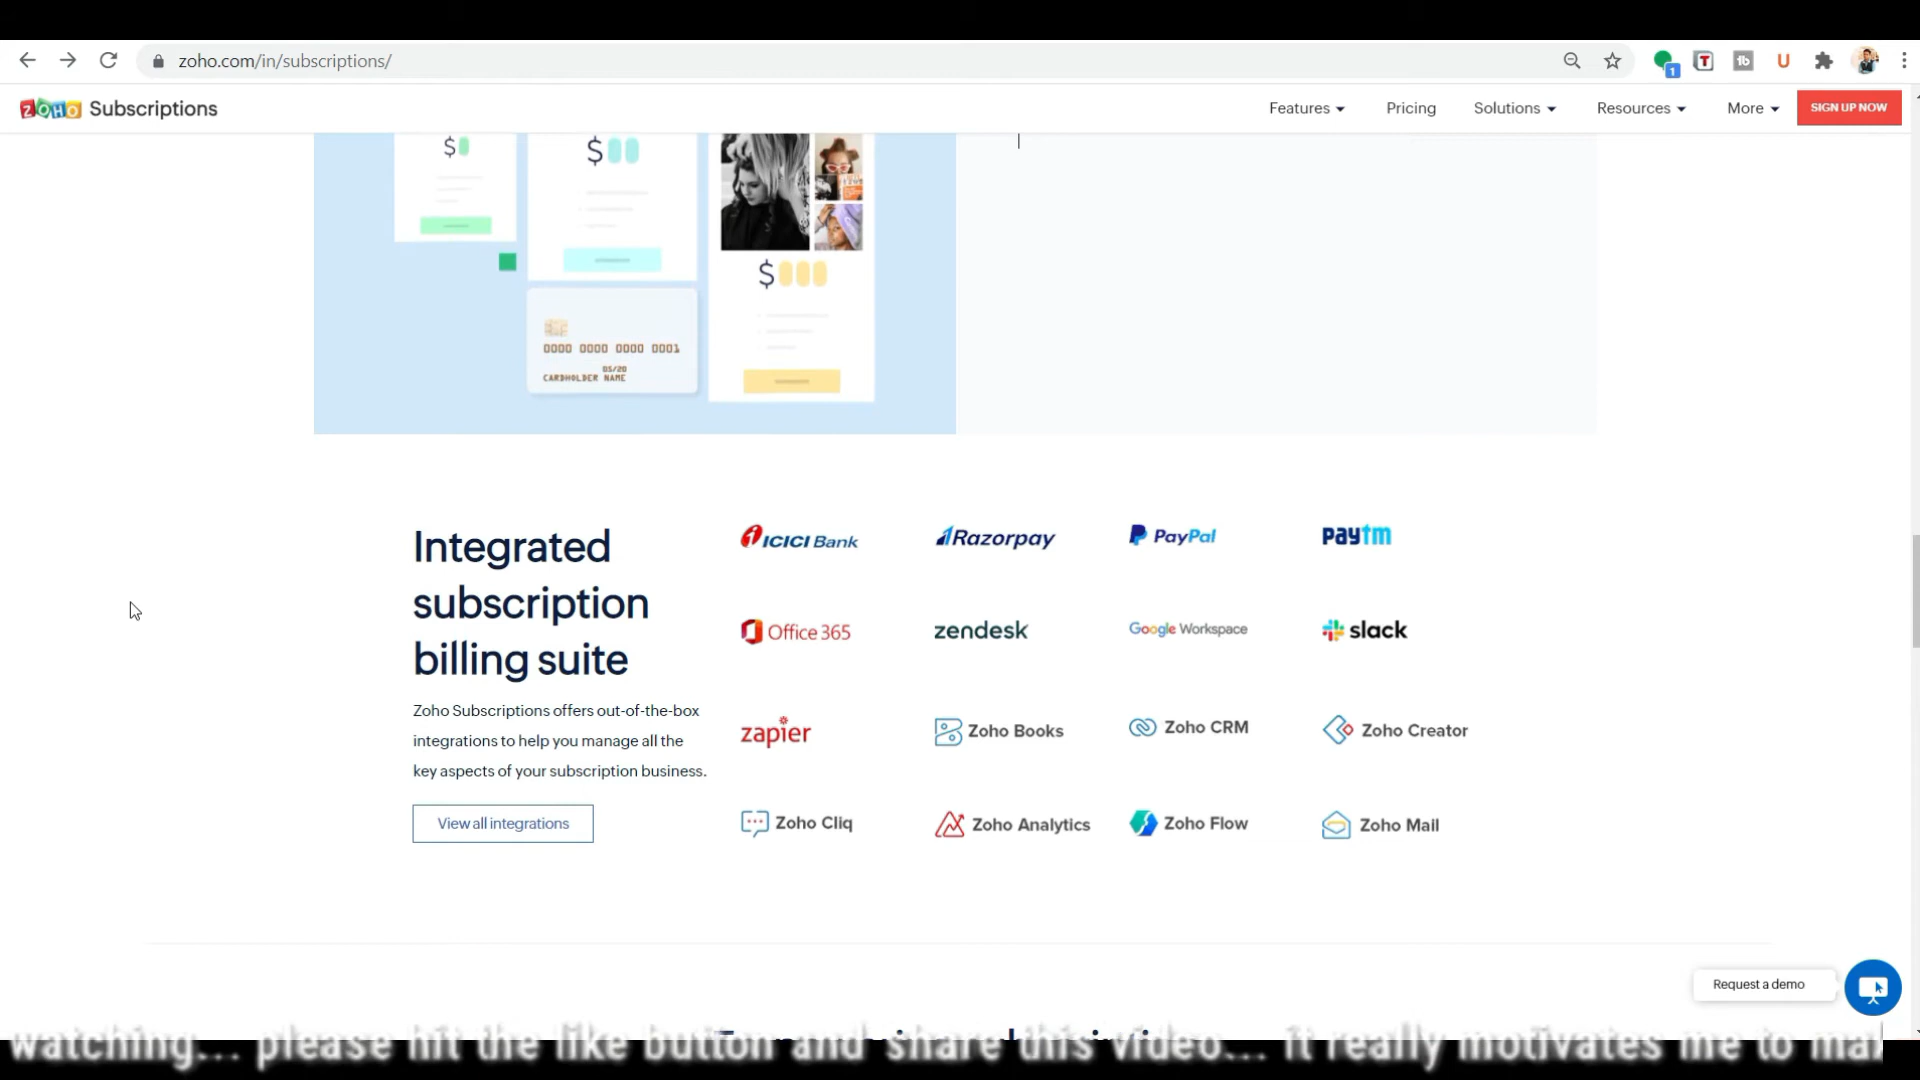 zoho.com/in/subscriptions/
1
T
tb
U
ZOHO Subscriptions
Features
Pricing
Solutions
Resources
More
SIGN UP NOW
$
$
$
0000 0000 0000 0001
05/20
CARDHOLDER NAME
Integrated
subscription
billing suite
Zoho Subscriptions offers out-of-the-box
integrations to help you manage all the
key aspects of your subscription business.
View all integrations
ICICI Bank
Razorpay
PayPal
paytm
Office 365
zendesk
Google Workspace
slack
zapier
Zoho Books
Zoho CRM
Zoho Creator
Zoho Cliq
Zoho Analytics
Zoho Flow
Zoho Mail
Request a demo
watching... please hit the like button and share this video... it really motivates me to